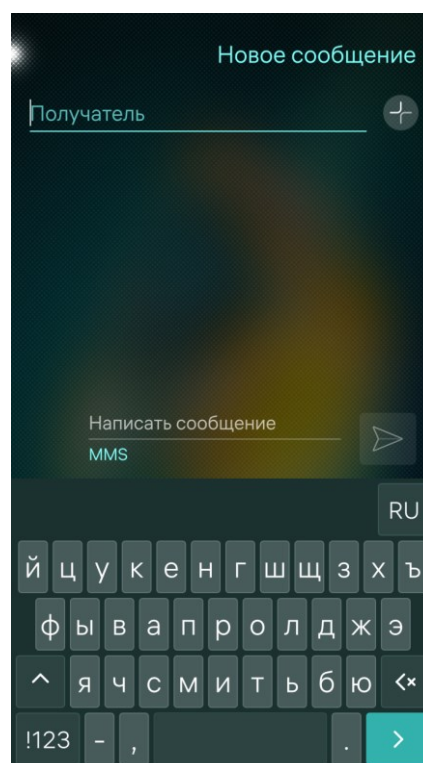 Новое сообщение
Получатель
Написать сообщение
MMS
RU
й ц у к е н г ш щ з х ъ
ф ы в а п р о л д ж э
я ч с м и т ь б ю
!123 - , .